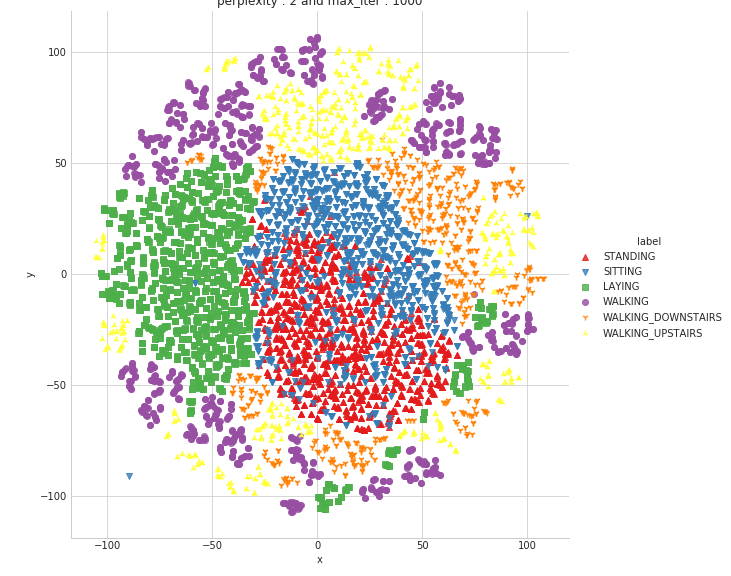 perplexity : 2 and max_iter : 1000
100
50
0
−50
−100
y
−100
−50
0
50
100
x
label
STANDING
SITTING
LAYING
WALKING
WALKING_DOWNSTAIRS
WALKING_UPSTAIRS